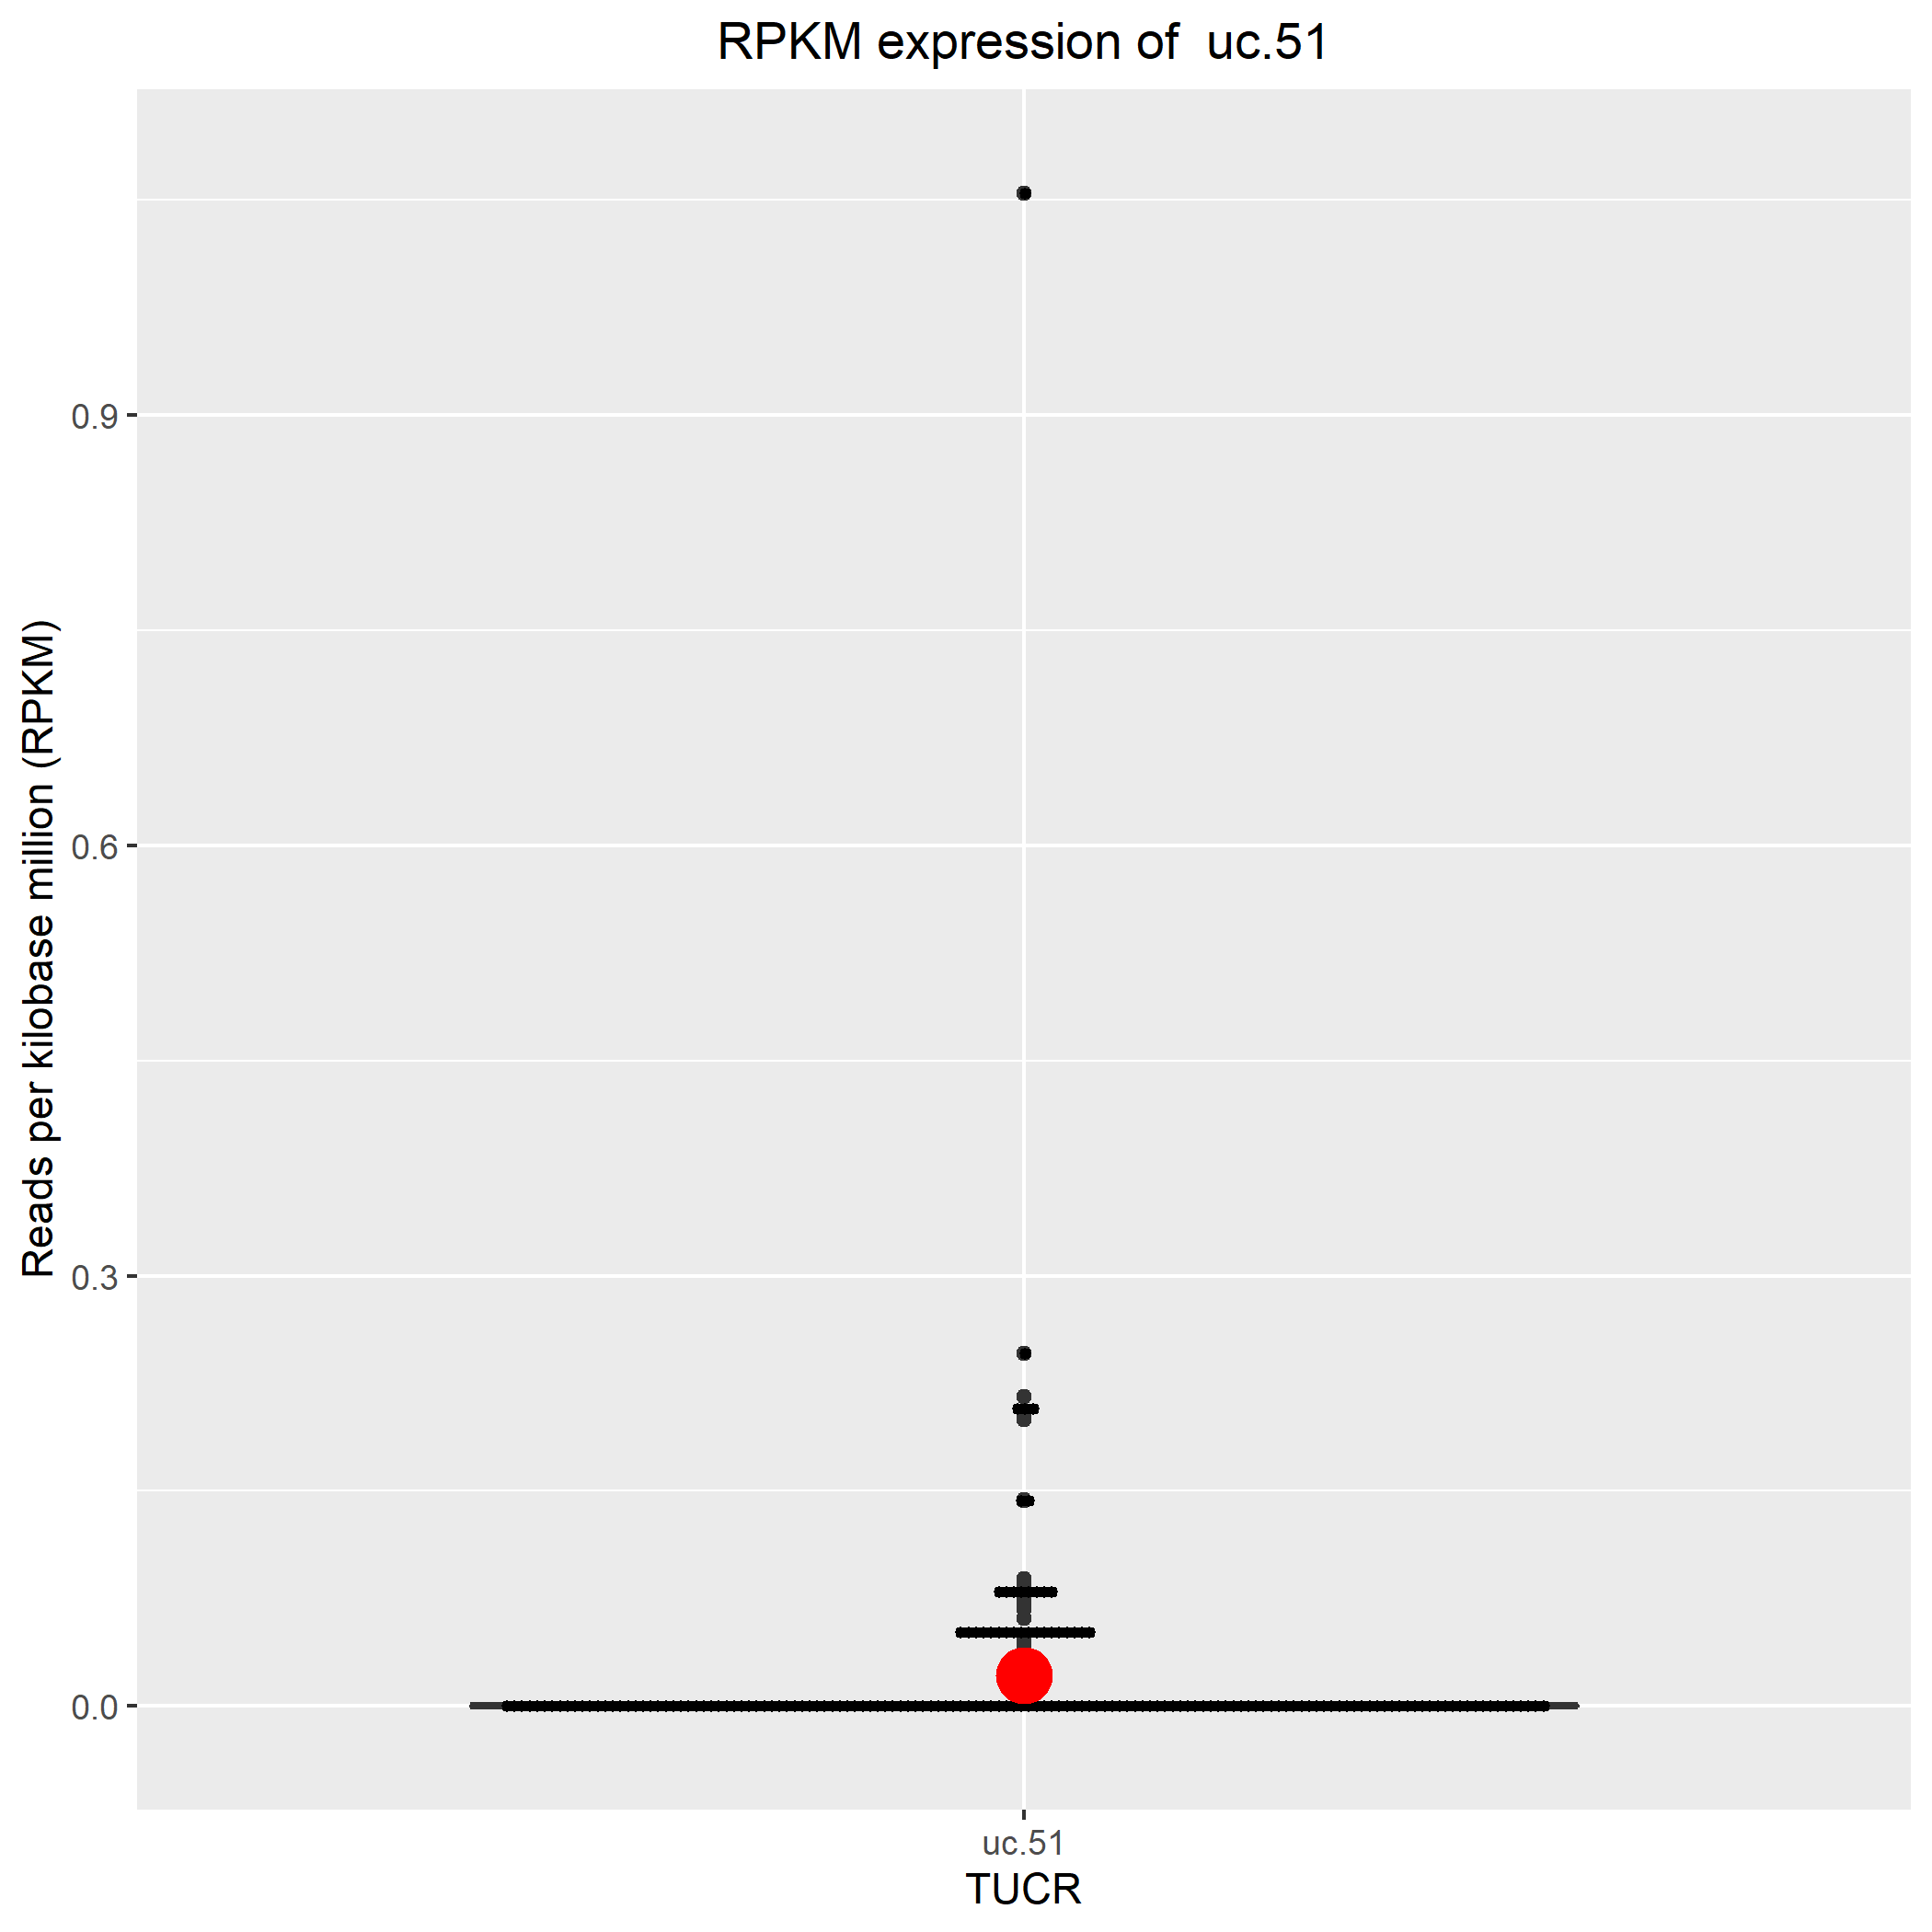 RPKM expression of  uc.51
Reads per kilobase million (RPKM)
0.9
0.6
0.3
0.0
uc.51
TUCR